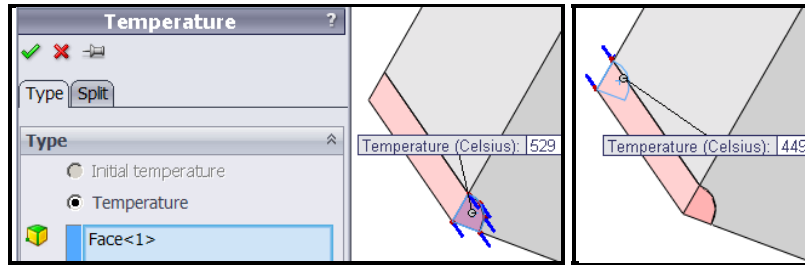 Temperature ?
Type Split
Type
Initial temperature
Temperature
Face<1>
Temperature (Celsius): 529
Temperature (Celsius): 449